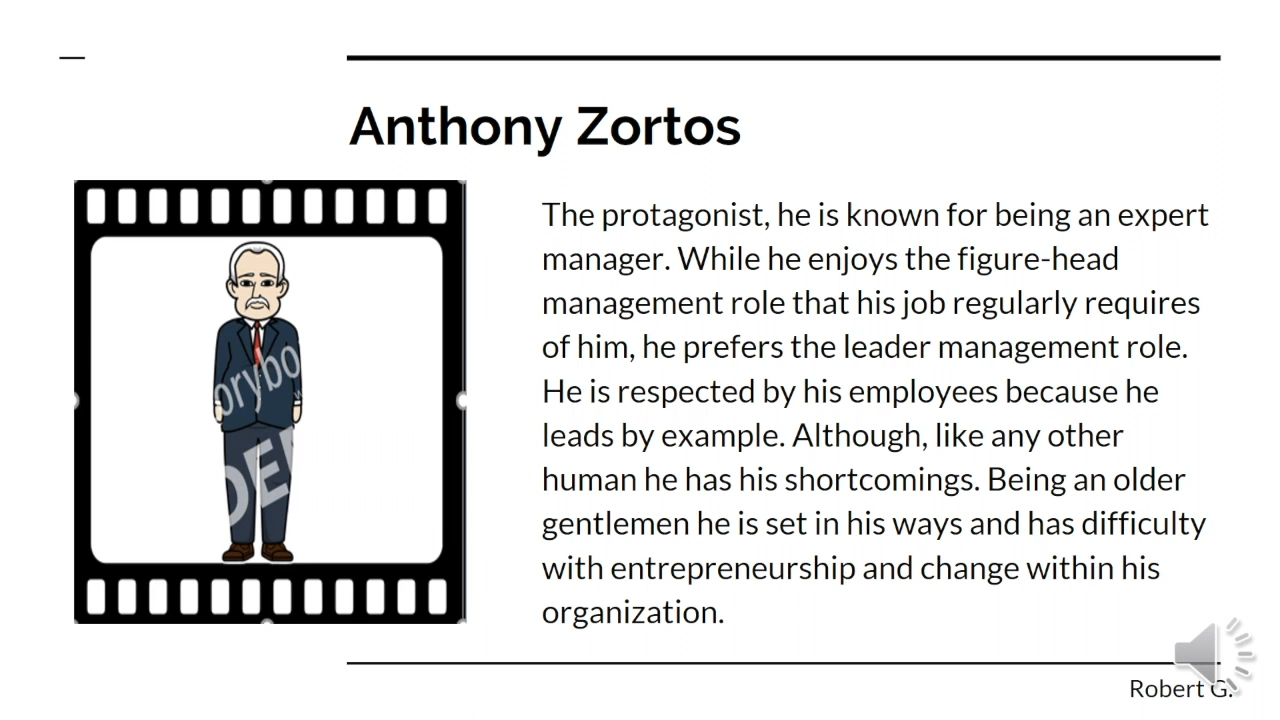 Anthony Zortos
The protagonist, he is known for being an expert
manager. While he enjoys the figure-head
management role that his job regularly requires
of him, he prefers the leader management role.
He is respected by his employees because he
leads by example. Although, like any other
human he has his shortcomings. Being an older
gentlemen he is set in his ways and has difficulty
with entrepreneurship and change within his
organization.
Robert G.